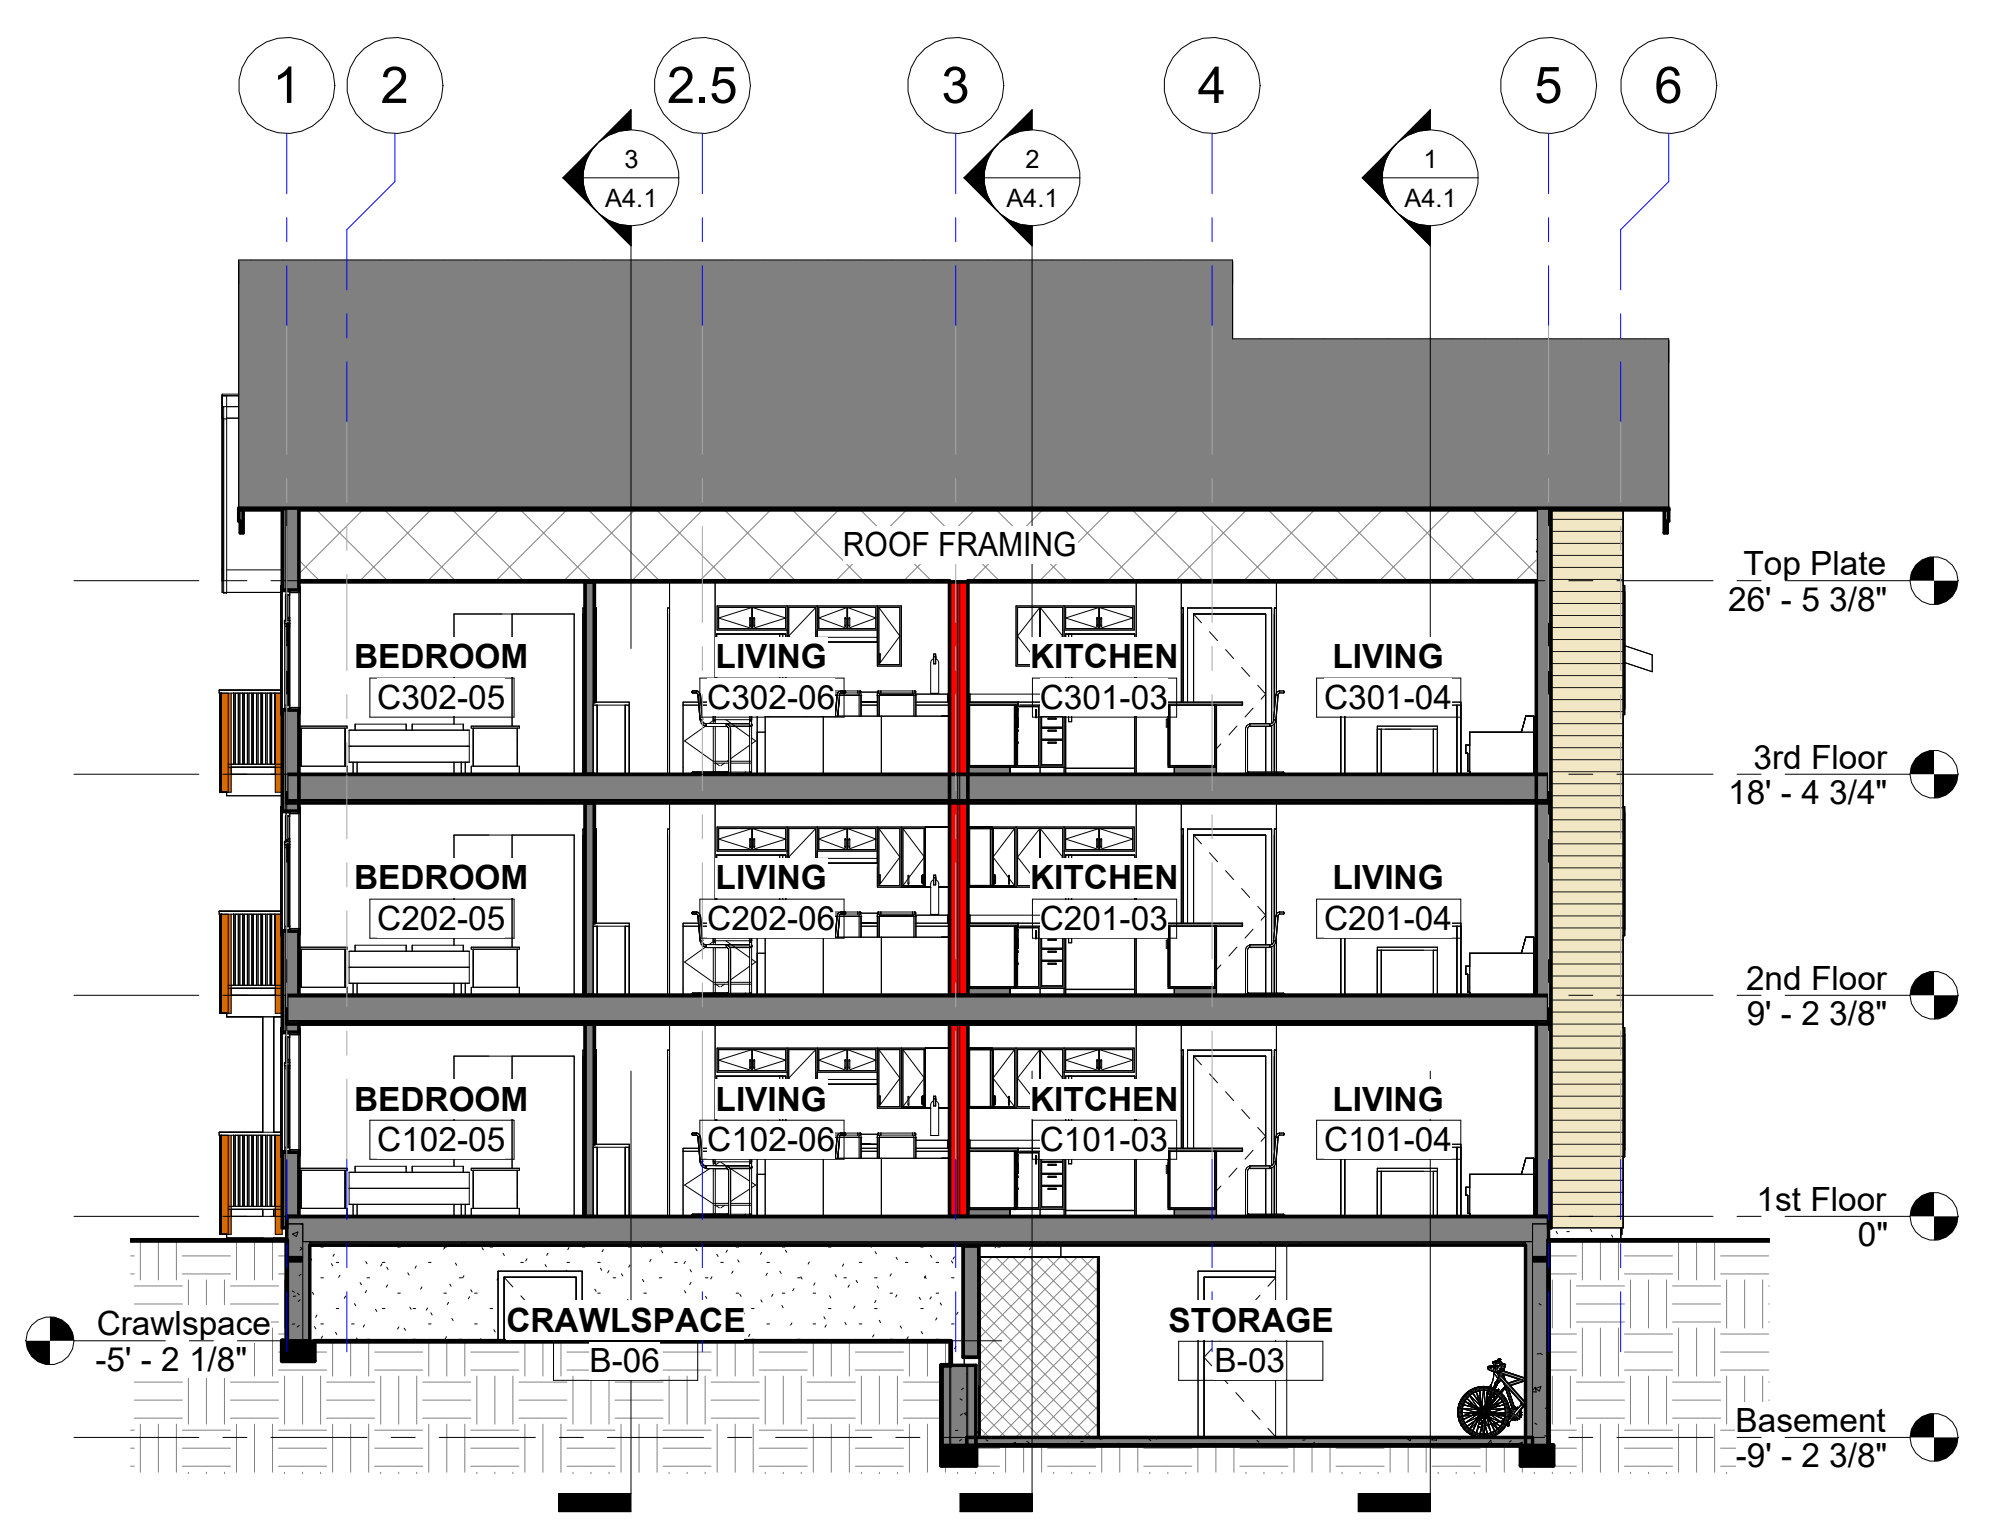 1
2
2.5
3
4
5
6
3
A4.1
2
A4.1
1
A4.1
ROOF FRAMING
Top Plate
26' - 5 3/8"
BEDROOM
C302-05
LIVING
C302-06
KITCHEN
C301-03
LIVING
C301-04
3rd Floor
18' - 4 3/4"
BEDROOM
C202-05
LIVING
C202-06
KITCHEN
C201-03
LIVING
C201-04
2nd Floor
9' - 2 3/8"
BEDROOM
C102-05
LIVING
C102-06
KITCHEN
C101-03
LIVING
C101-04
1st Floor
0"
Crawlspace
-5' - 2 1/8"
CRAWLSPACE
B-06
STORAGE
B-03
Basement
-9' - 2 3/8"